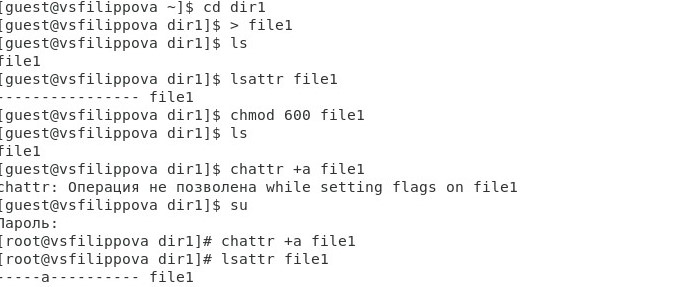 [guest@vsfilippova ~]$ cd dir1
[guest@vsfilippova dir1]$ > file1
[guest@vsfilippova dir1]$ ls
file1
[guest@vsfilippova dir1]$ lsattr file1
---------------- file1
[guest@vsfilippova dir1]$ chmod 600 file1
[guest@vsfilippova dir1]$ ls
file1
[guest@vsfilippova dir1]$ chattr +a file1
chattr: Операция не позволена while setting flags on file1
[guest@vsfilippova dir1]$ su
Пароль:
[root@vsfilippova dir1]# chattr +a file1
[root@vsfilippova dir1]# lsattr file1
-----a---------- file1